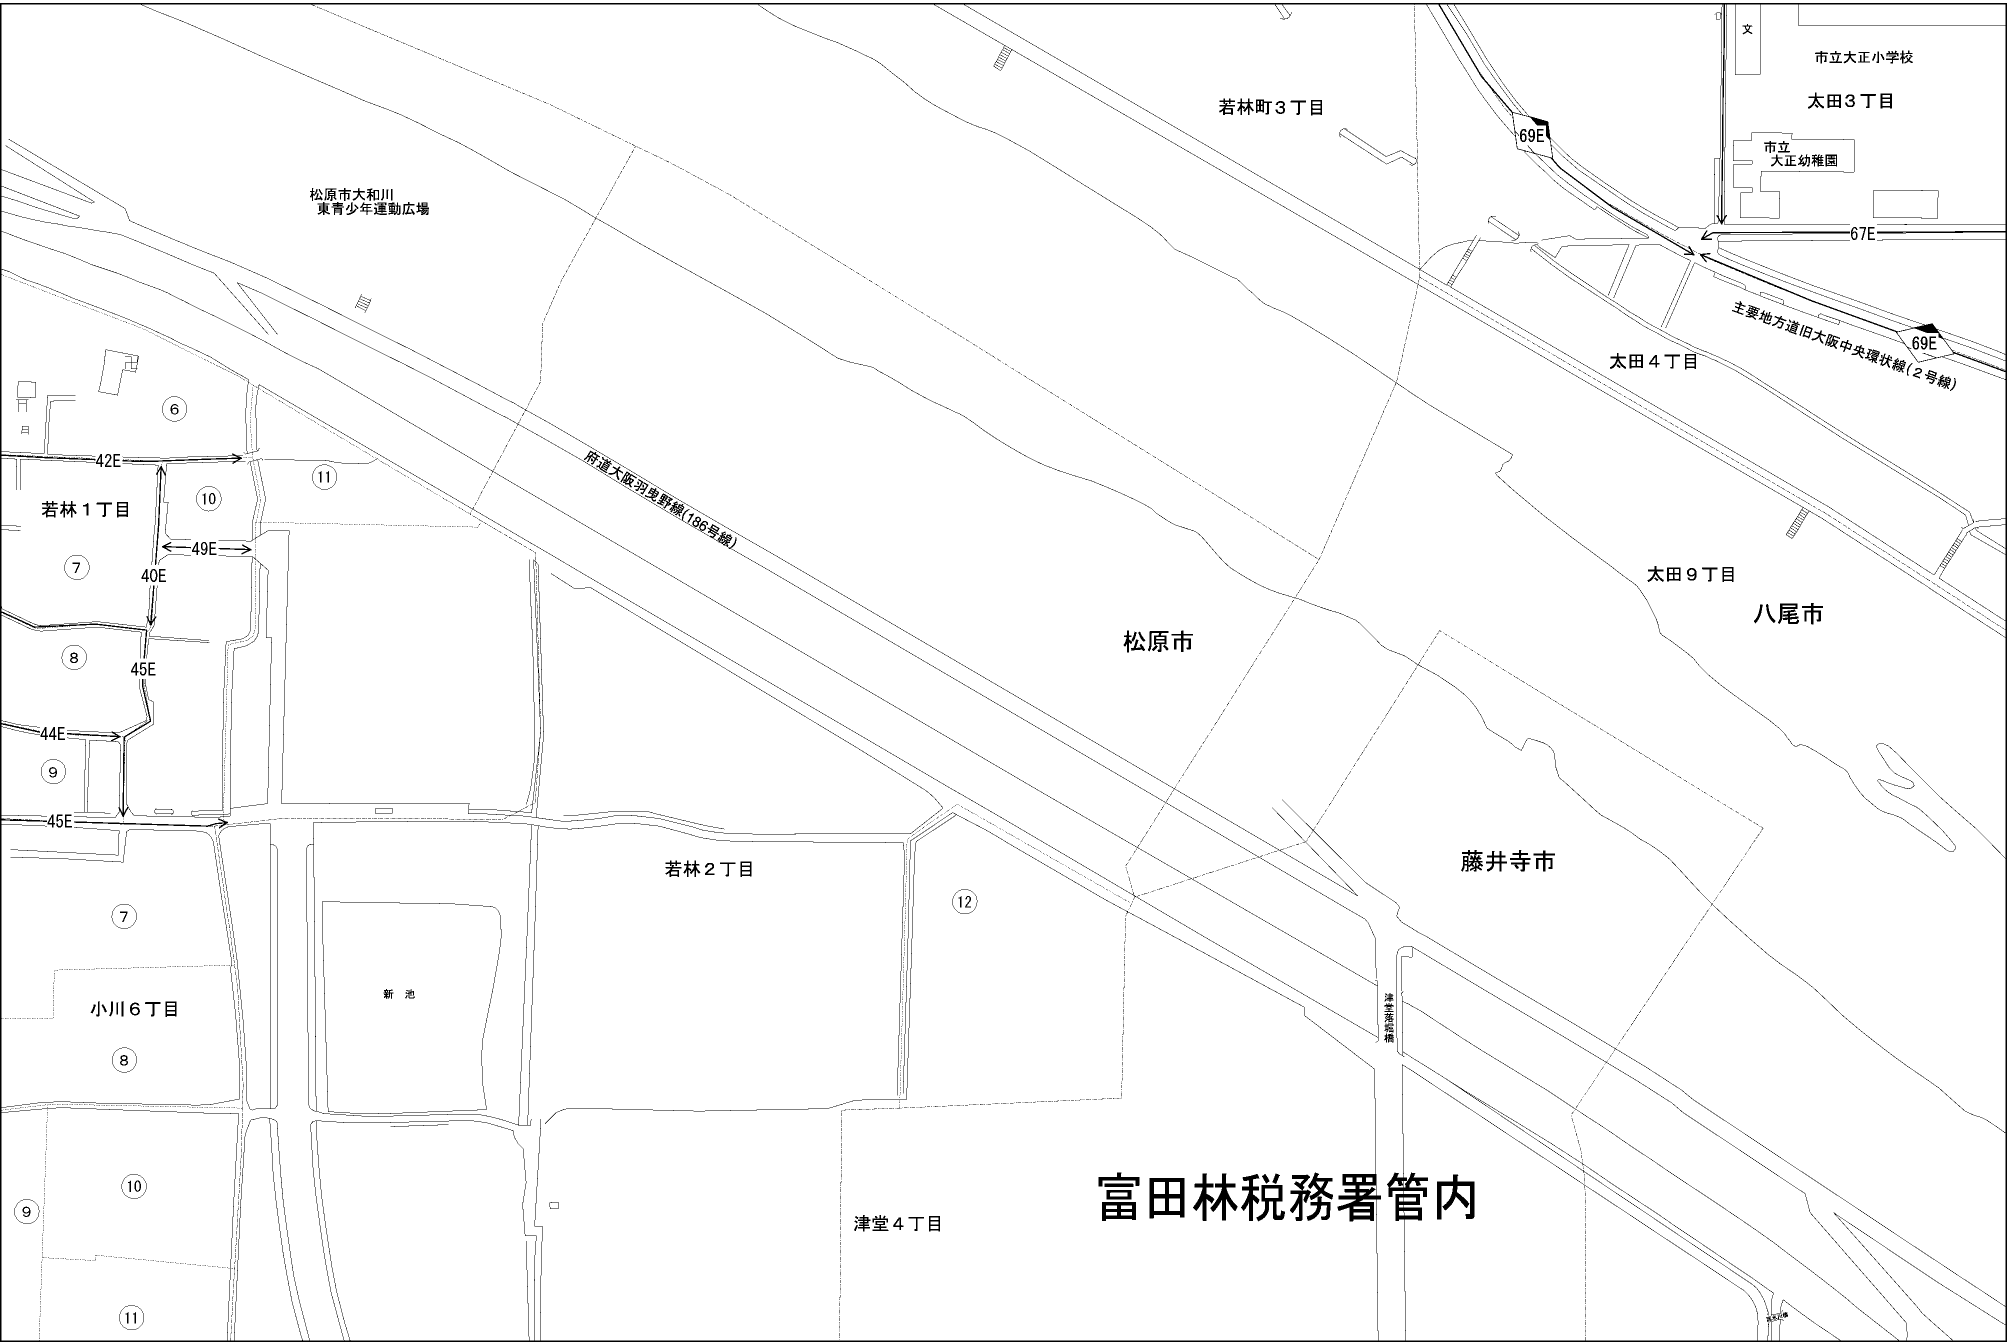 文
市立大正小学校
太田３丁目
若林町３丁目
69E
市立
大正幼稚園
松原市大和川
東青少年運動広場
67E
主要地方道旧大阪中央環状線(２号線)
69E
太田４丁目
6
42E
府道大阪羽曳野線(186号線)
11
10
若林１丁目
49E
7
40E
太田９丁目
八尾市
松原市
8
45E
44E
9
45E
若林２丁目
藤井寺市
12
7
新　池
小川６丁目
津堂落堀橋
8
10
富田林税務署管内
9
津堂４丁目
11